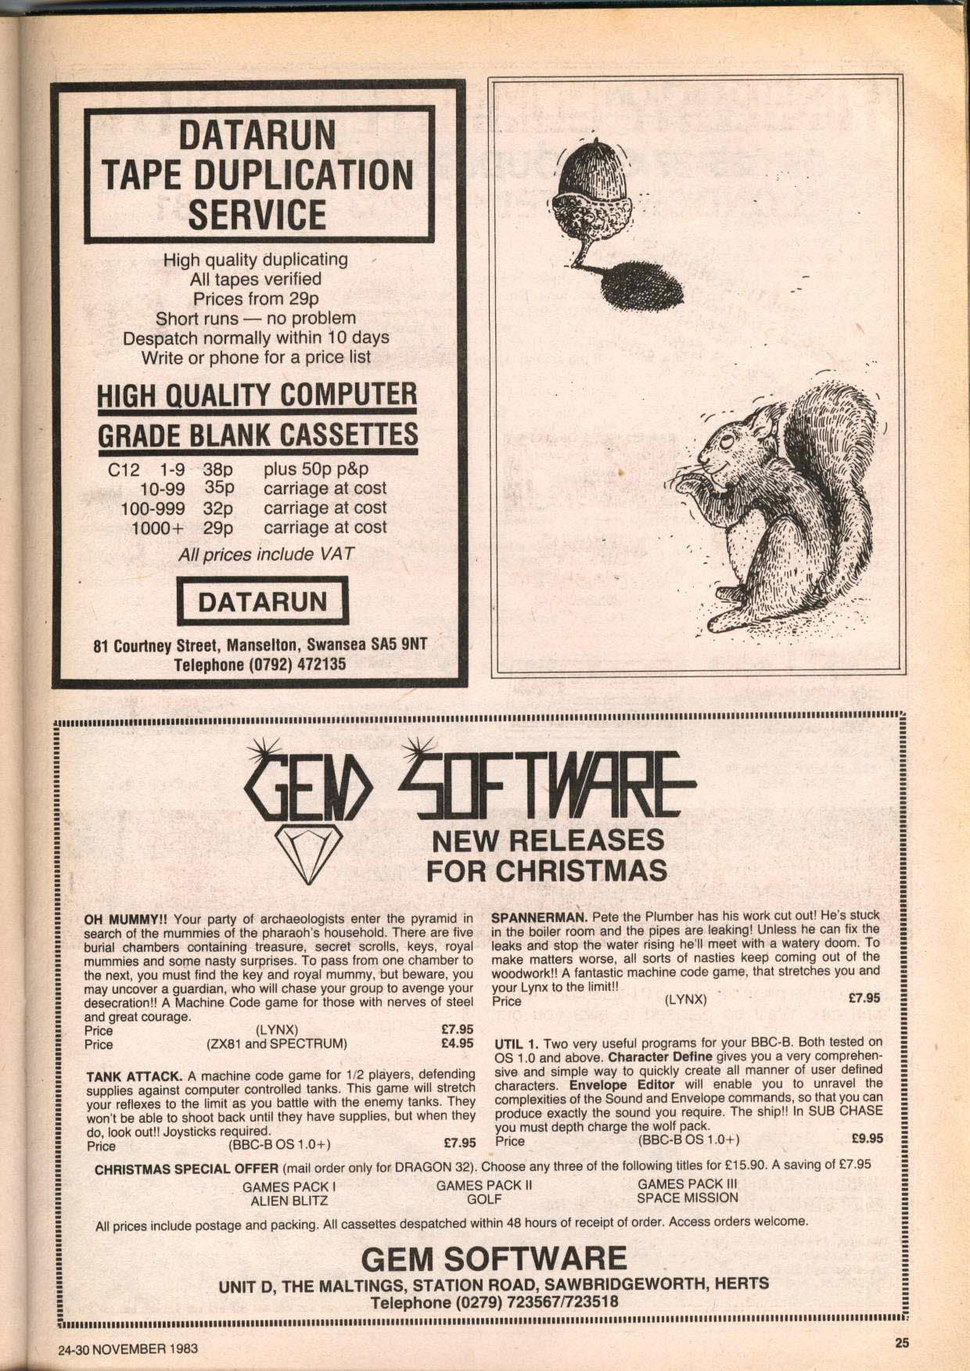 DATARUN
TAPE DUPLICATION
SERVICE
High quality duplicating
All tapes verified
Prices from 29p
Short runs — no problem
Despatch normally within 10 days
Write or phone for a price list
HIGH QUALITY COMPUTER
GRADE BLANK CASSETTES
C12 1-9 38p plus 50p p&p
10-99 35p carriage at cost
100-999 32p carriage at cost
1000+ 29p carriage at cost
All prices include VAT
DATARUN
81 Courtney Street, Manselton, Swansea SA5 9NT
Telephone (0792) 472135
GEM SOFTWARE
NEW RELEASES
FOR CHRISTMAS
OH MUMMY!! Your party of archaeologists enter the pyramid in
search of the mummies of the pharaoh's household. There are five
burial chambers containing treasure, secret scrolls, keys, royal
mummies and some nasty surprises. To pass from one chamber to
the next, you must find the key and royal mummy, but beware, you
may uncover a guardian, who will chase your group to avenge your
desecration!! A Machine Code game for those with nerves of steel
and great courage.
Price (LYNX) £7.95
Price (ZX81 and SPECTRUM) £4.95
TANK ATTACK. A machine code game for 1/2 players, defending
supplies against computer controlled tanks. This game will stretch
your reflexes to the limit as you battle with the enemy tanks. They
won't be able to shoot back until they have supplies, but when they
do, look out!! Joysticks required.
Price (BBC-B OS 1.0+) £7.95
SPANNERMAN. Pete the Plumber has his work cut out! He's stuck
in the boiler room and the pipes are leaking! Unless he can fix the
leaks and stop the water rising he'll meet with a watery doom. To
make matters worse, all sorts of nasties keep coming out of the
woodwork!! A fantastic machine code game, that stretches you and
your Lynx to the limit!!
Price (LYNX) £7.95
UTIL 1. Two very useful programs for your BBC-B. Both tested on
OS 1.0 and above. Character Define gives you a very comprehen-
sive and simple way to quickly create all manner of user defined
characters. Envelope Editor will enable you to unravel the
complexities of the Sound and Envelope commands, so that you can
produce exactly the sound you require. The ship!! In SUB CHASE
you must depth charge the wolf pack.
Price (BBC-B OS 1.0+) £9.95
CHRISTMAS SPECIAL OFFER (mail order only for DRAGON 32). Choose any three of the following titles for £15.90. A saving of £7.95
GAMES PACK I GAMES PACK II GAMES PACK III
ALIEN BLITZ GOLF SPACE MISSION
All prices include postage and packing. All cassettes despatched within 48 hours of receipt of order. Access orders welcome.
GEM SOFTWARE
UNIT D, THE MALTINGS, STATION ROAD, SAWBRIDGEWORTH, HERTS
Telephone (0279) 723567/723518
24-30 NOVEMBER 1983
25